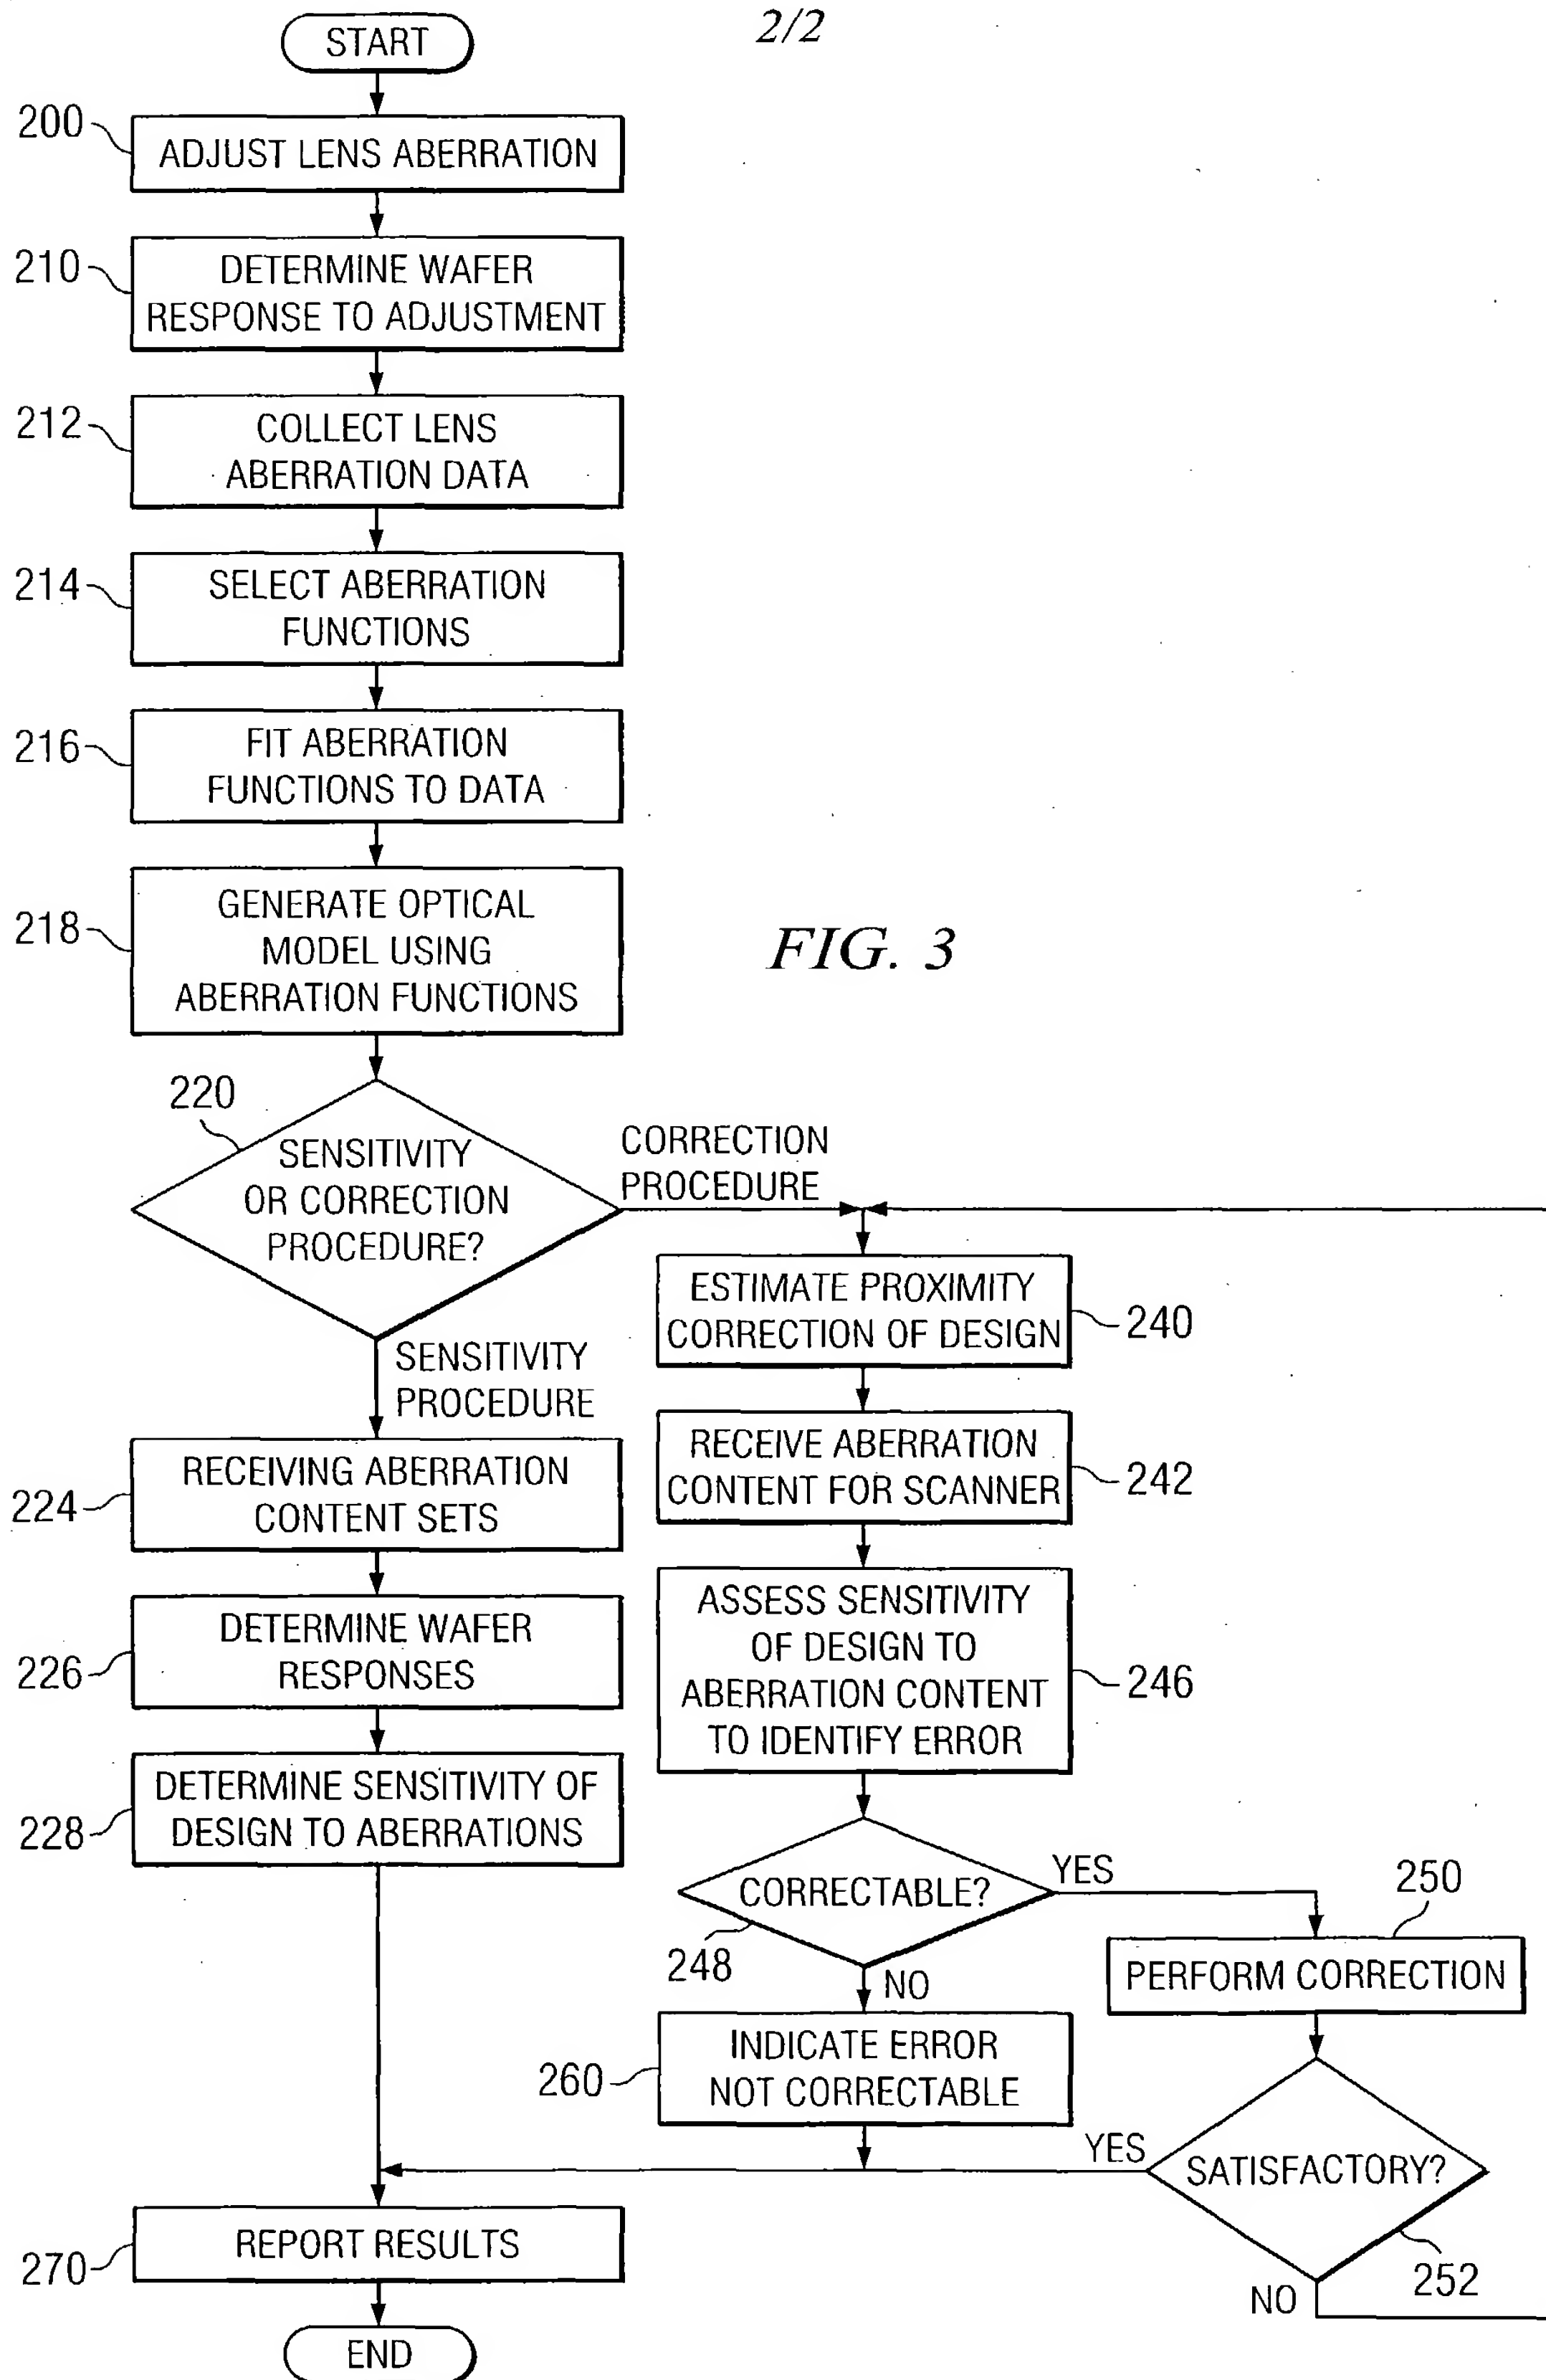 2/2
START
200
ADJUST LENS ABERRATION
210
DETERMINE WAFER
RESPONSE TO ADJUSTMENT
212
COLLECT LENS
ABERRATION DATA
214
SELECT ABERRATION
FUNCTIONS
216
FIT ABERRATION
FUNCTIONS TO DATA
218
GENERATE OPTICAL
MODEL USING
ABERRATION FUNCTIONS
FIG. 3
220
SENSITIVITY
OR CORRECTION
PROCEDURE?
CORRECTION
PROCEDURE
SENSITIVITY
PROCEDURE
224
RECEIVING ABERRATION
CONTENT SETS
226
DETERMINE WAFER
RESPONSES
228
DETERMINE SENSITIVITY OF
DESIGN TO ABERRATIONS
ESTIMATE PROXIMITY
CORRECTION OF DESIGN
240
RECEIVE ABERRATION
CONTENT FOR SCANNER
242
ASSESS SENSITIVITY
OF DESIGN TO
ABERRATION CONTENT
TO IDENTIFY ERROR
246
CORRECTABLE?
248
YES
NO
250
PERFORM CORRECTION
260
INDICATE ERROR
NOT CORRECTABLE
SATISFACTORY?
252
YES
NO
270
REPORT RESULTS
END